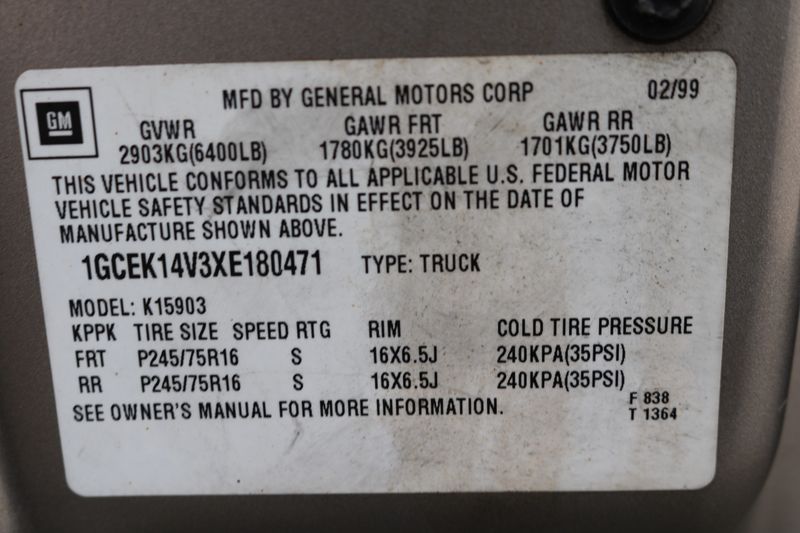 MFD BY GENERAL MOTORS CORP 02/99
GM
GVWR GAWR FRT GAWR RR
2903KG(6400LB) 1780KG(3925LB) 1701KG(3750LB)
THIS VEHICLE CONFORMS TO ALL APPLICABLE U.S. FEDERAL MOTOR
VEHICLE SAFETY STANDARDS IN EFFECT ON THE DATE OF
MANUFACTURE SHOWN ABOVE.
1GCEK14V3XE180471 TYPE: TRUCK
MODEL: K15903
KPPK TIRE SIZE SPEED RTG RIM COLD TIRE PRESSURE
FRT P245/75R16 S 16X6.5J 240KPA(35PSI)
RR P245/75R16 S 16X6.5J 240KPA(35PSI)
SEE OWNER'S MANUAL FOR MORE INFORMATION.
F 838
T 1364